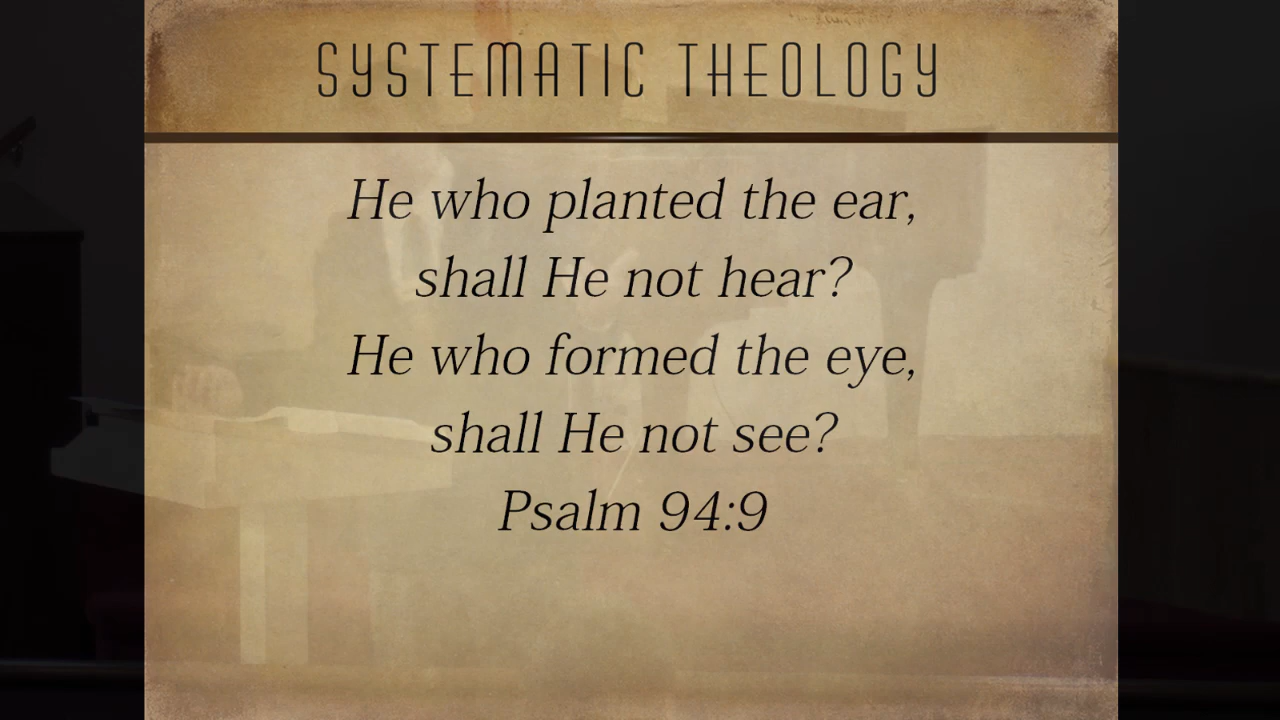 SYSTEMATIC THEOLOGY
He who planted the ear,
shall He not hear?
He who formed the eye,
shall He not see?
Psalm 94:9